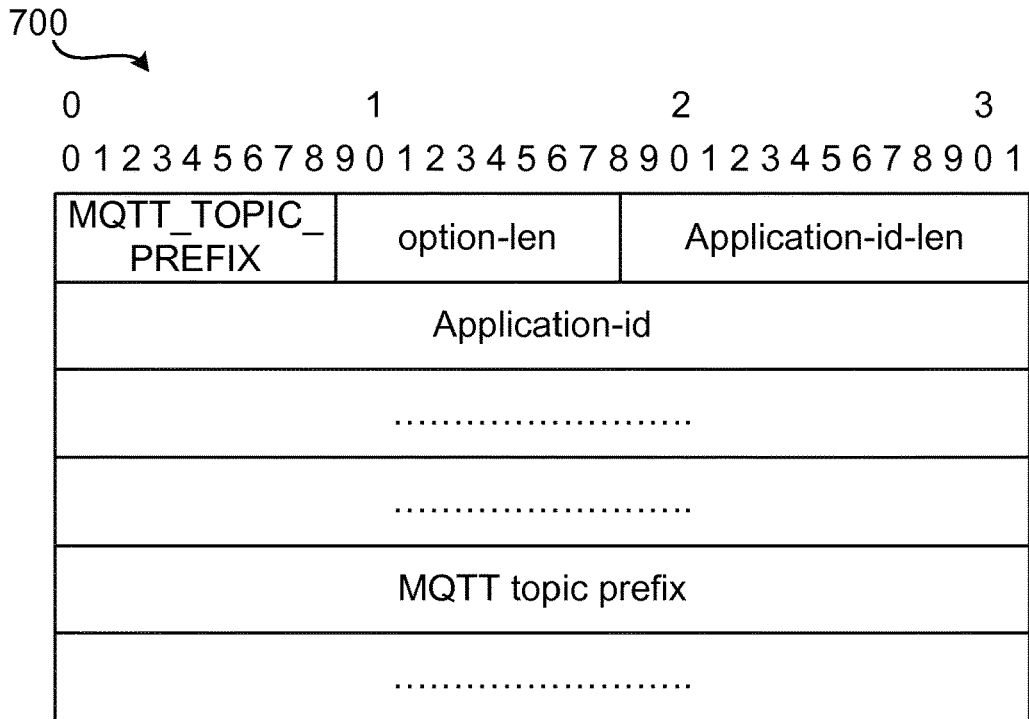 700
0 1 2 3
0 1 2 3 4 5 6 7 8 9 0 1 2 3 4 5 6 7 8 9 0 1 2 3 4 5 6 7 8 9 0 1
MQTT_TOPIC_
PREFIX
option-len
Application-id-len
Application-id
.........................
.........................
MQTT topic prefix
.........................